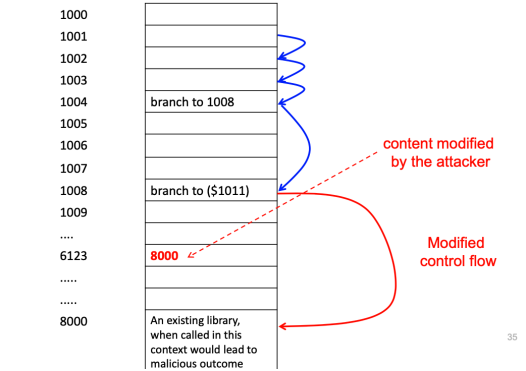 1000
1001
1002
1003
1004 branch to 1008
1005
1006
content modified
by the attacker
1007
1008 branch to ($1011)
1009
....
Modified
control flow
6123 8000
.....
.....
8000 An existing library,
when called in this
context would lead to
malicious outcome
35